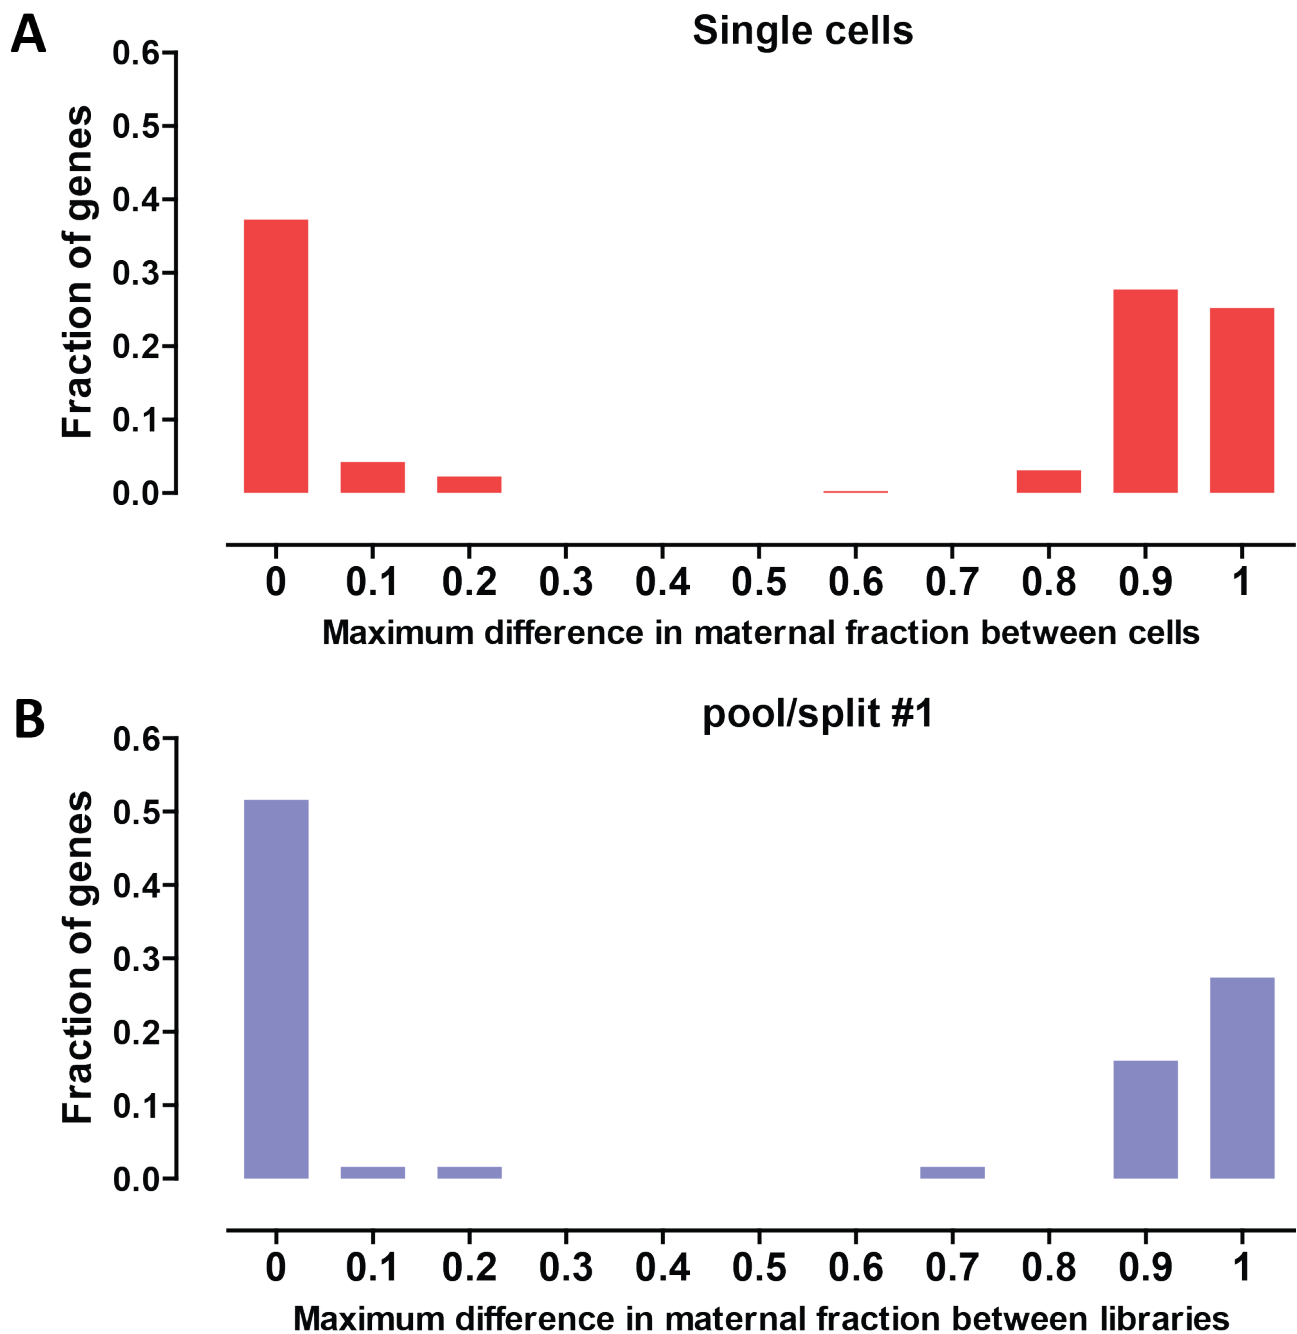 A
Single cells
0.6
0.5
0.4
0.3
0.2
0.1
0.0
Fraction of genes
0 0.1 0.2 0.3 0.4 0.5 0.6 0.7 0.8 0.9 1
Maximum difference in maternal fraction between cells
B
pool/split #1
0.6
0.5
0.4
0.3
0.2
0.1
0.0
Fraction of genes
0 0.1 0.2 0.3 0.4 0.5 0.6 0.7 0.8 0.9 1
Maximum difference in maternal fraction between libraries